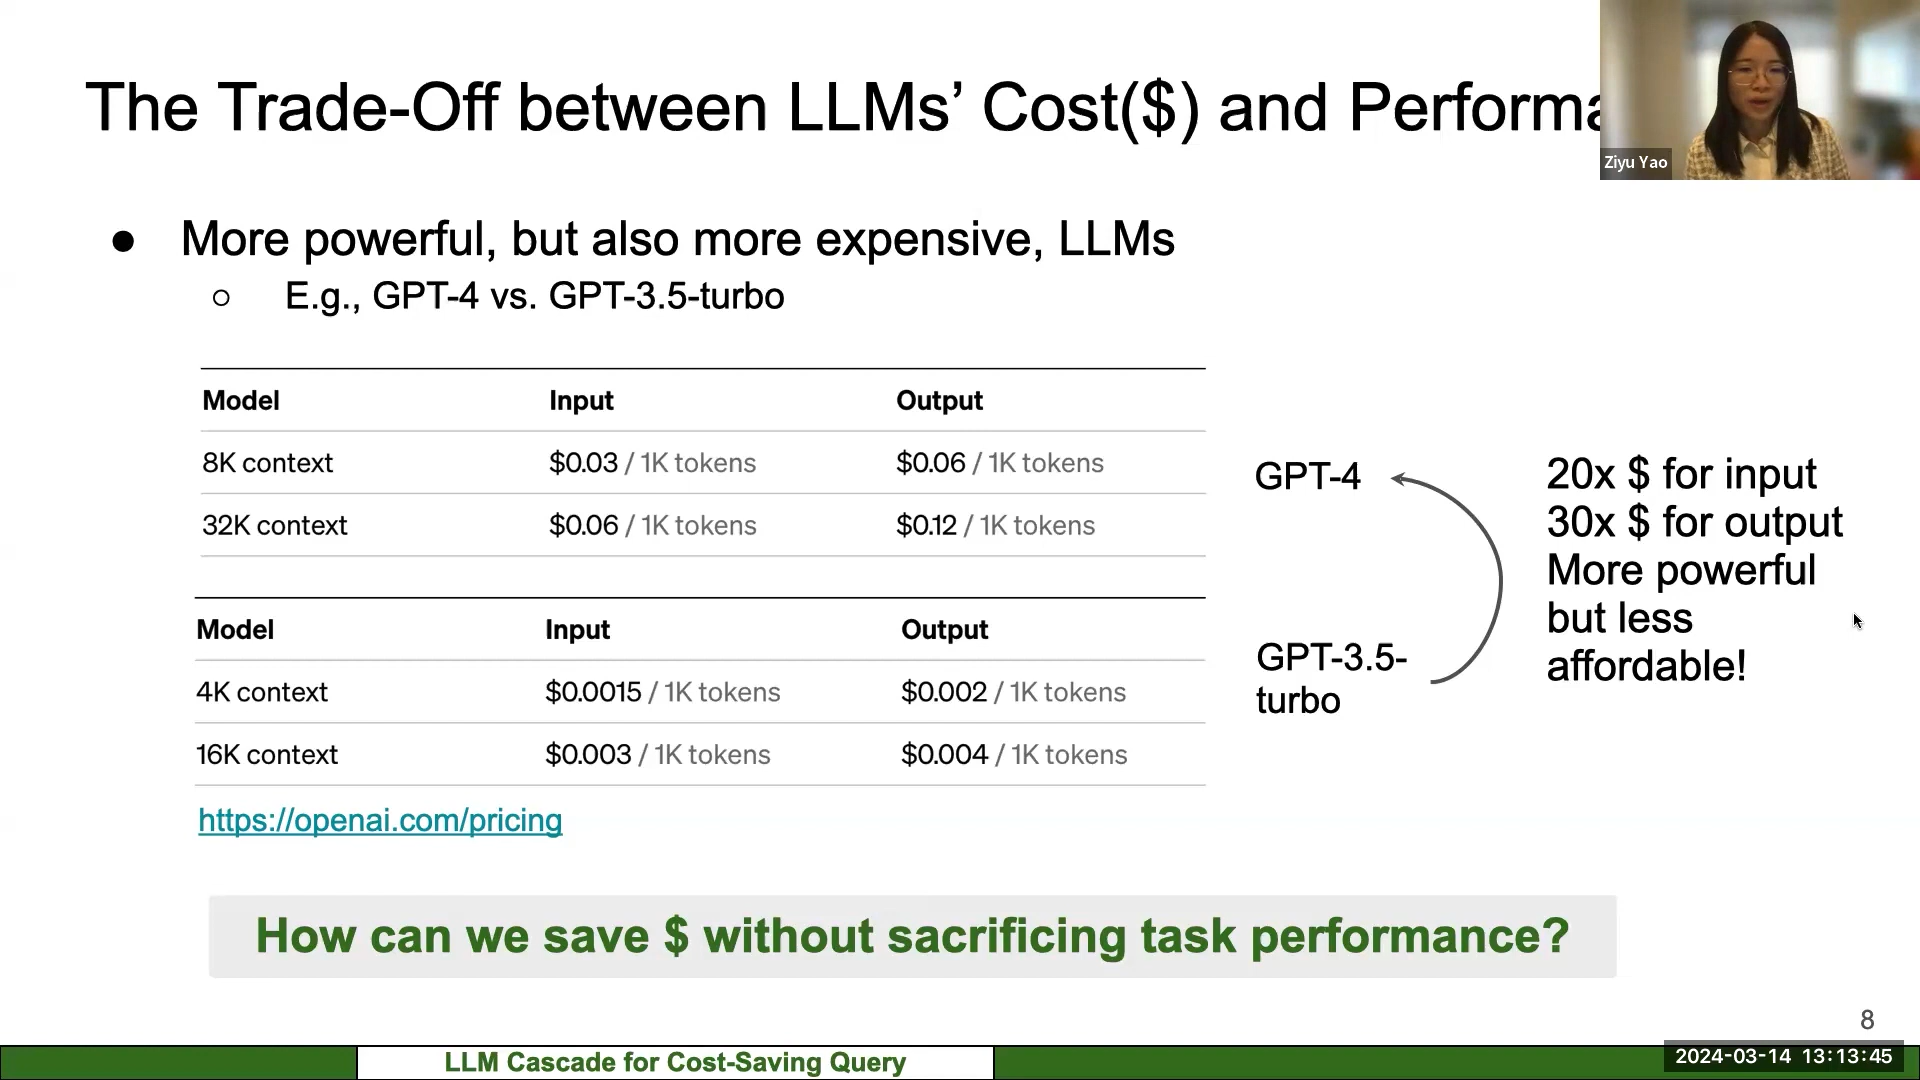 The Trade-Off between LLMs’ Cost($) and Performa
Ziyu Yao
● More powerful, but also more expensive, LLMs
○ E.g., GPT-4 vs. GPT-3.5-turbo
Model Input Output
8K context $0.03 / 1K tokens $0.06 / 1K tokens
32K context $0.06 / 1K tokens $0.12 / 1K tokens
Model Input Output
4K context $0.0015 / 1K tokens $0.002 / 1K tokens
16K context $0.003 / 1K tokens $0.004 / 1K tokens
https://openai.com/pricing
GPT-4
GPT-3.5-
turbo
20x $ for input
30x $ for output
More powerful
but less
affordable!
How can we save $ without sacrificing task performance?
8
LLM Cascade for Cost-Saving Query
2024-03-14 13:13:45